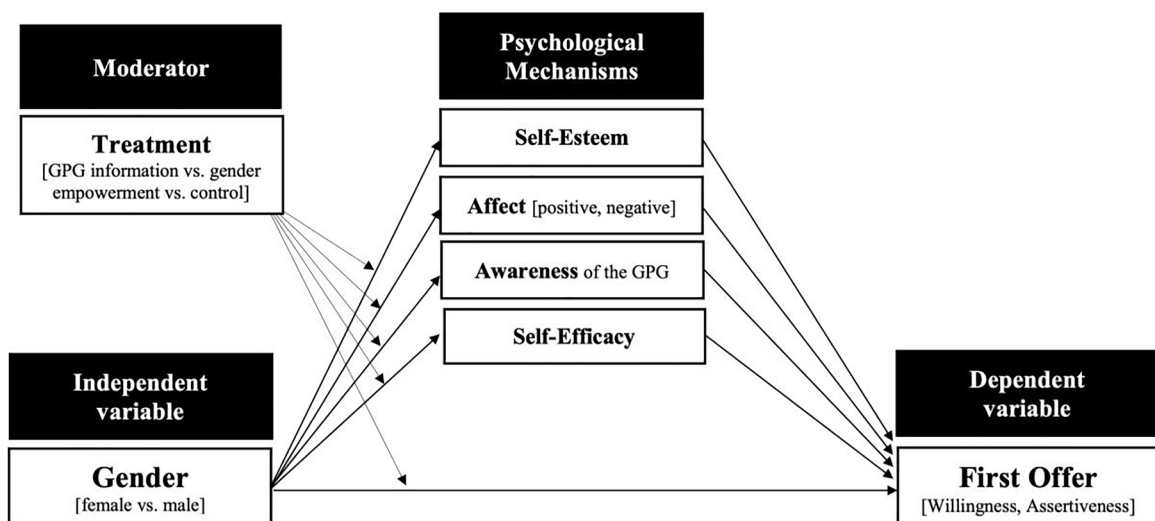 Moderator
Treatment
[GPG information vs. gender
empowerment vs. control]
Psychological
Mechanisms
Self-Esteem
Affect [positive, negative]
Awareness of the GPG
Self-Efficacy
Independent
variable
Gender
[female vs. male]
Dependent
variable
First Offer
[Willingness, Assertiveness]